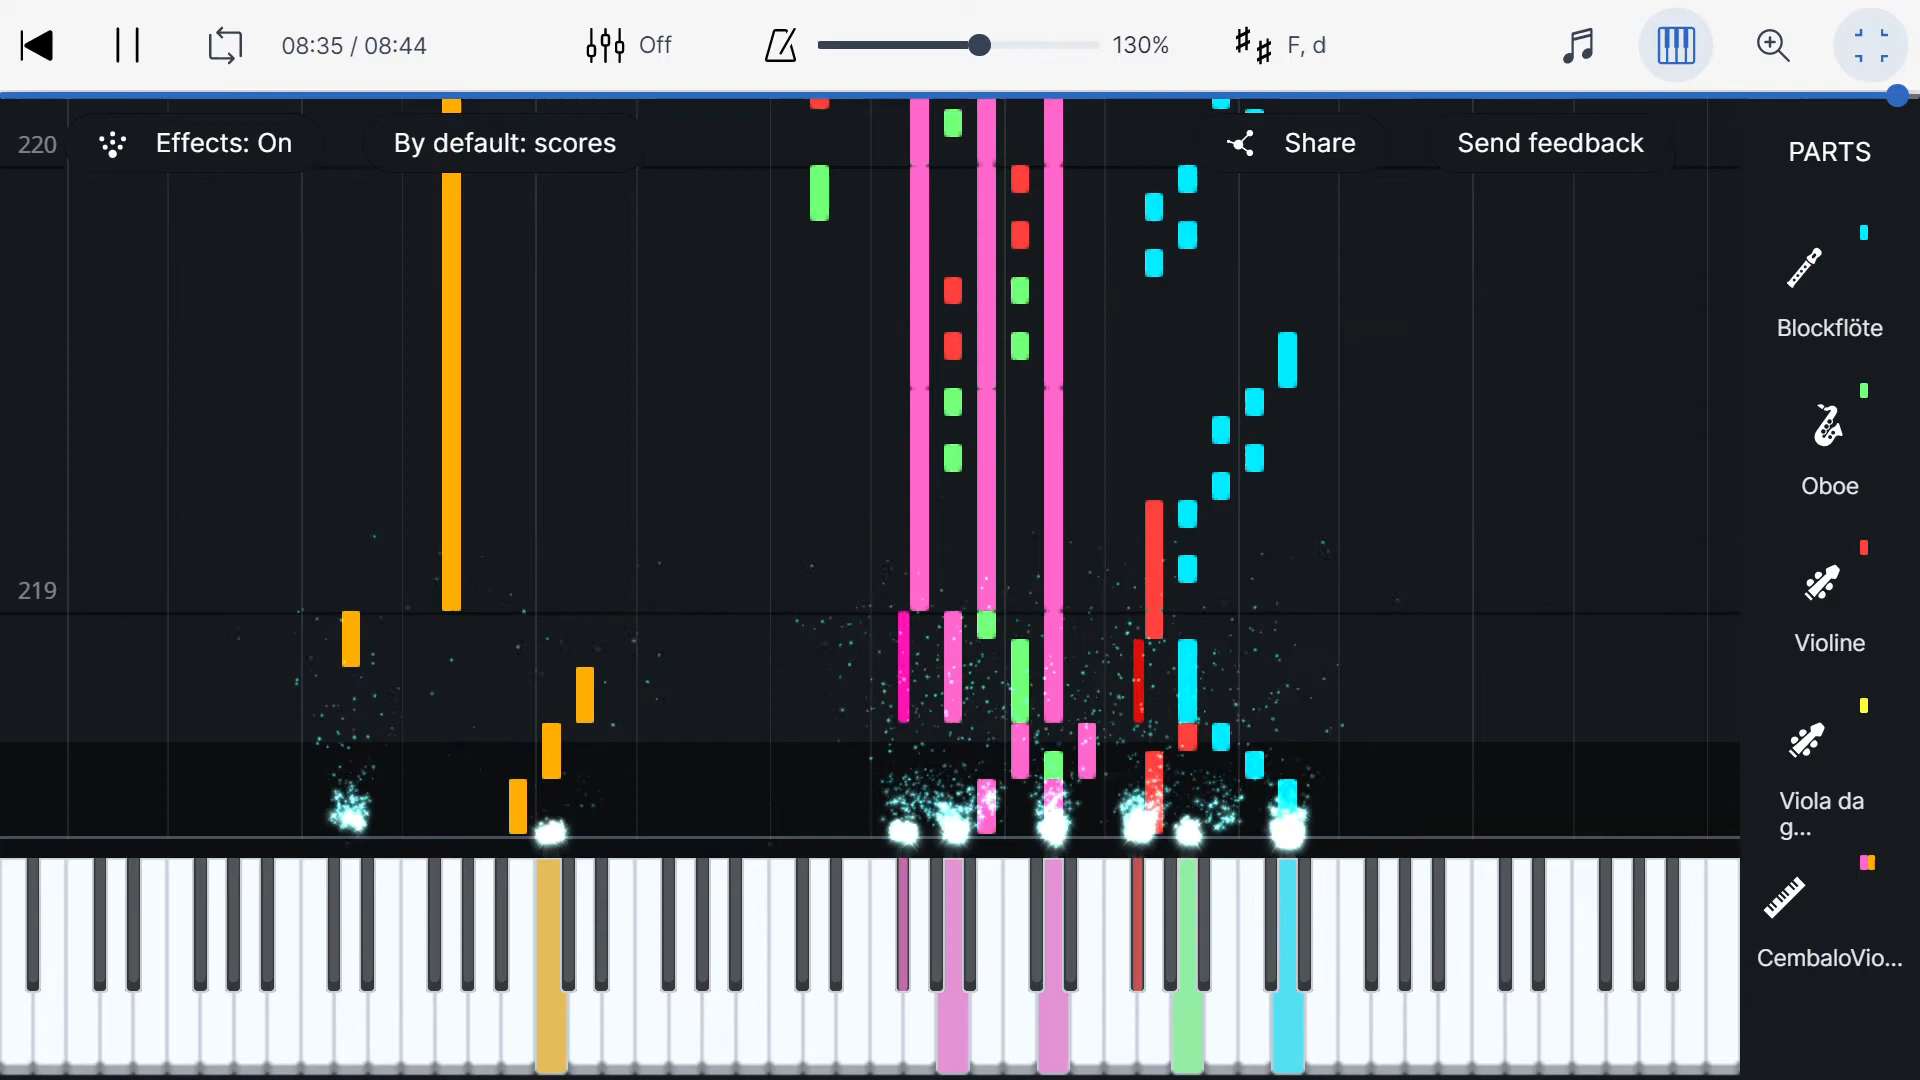 08:35 / 08:44
Off
130%
F, d
220
Effects: On
By default: scores
Share
Send feedback
PARTS
Blockflöte
Oboe
219
Violine
Viola da
g...
CembaloVio...